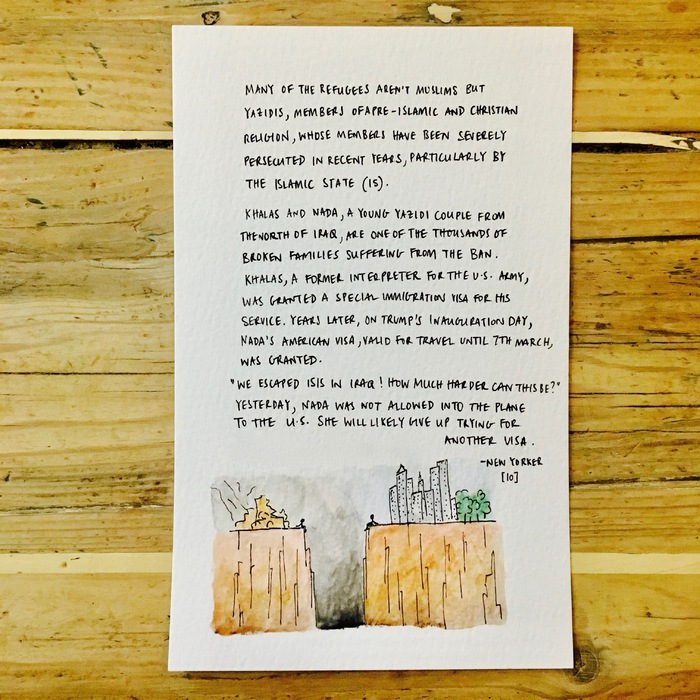 MANY OF THE REFUGEES AREN'T MUSLIMS BUT
YAZIDIS, MEMBERS OF A PRE-ISLAMIC AND CHRISTIAN
RELIGION, WHOSE MEMBERS HAVE BEEN SEVERELY
PERSECUTED IN RECENT YEARS, PARTICULARLY BY
THE ISLAMIC STATE (IS).
KHALAS AND NADA, A YOUNG YAZIDI COUPLE FROM
THE NORTH OF IRAQ, ARE ONE OF THE THOUSANDS OF
BROKEN FAMILIES SUFFERING FROM THE BAN.
KHALAS, A FORMER INTERPRETER FOR THE U.S. ARMY,
WAS GRANTED A SPECIAL IMMIGRATION VISA FOR HIS
SERVICE. YEARS LATER, ON TRUMP'S INAUGURATION DAY,
NADA'S AMERICAN VISA, VALID FOR TRAVEL UNTIL 7TH MARCH,
WAS GRANTED.
"WE ESCAPED ISIS IN IRAQ! HOW MUCH HARDER CAN THIS BE?"
YESTERDAY, NADA WAS NOT ALLOWED INTO THE PLANE
TO THE U.S. SHE WILL LIKELY GIVE UP TRYING FOR
ANOTHER VISA.
-NEW YORKER
[10]